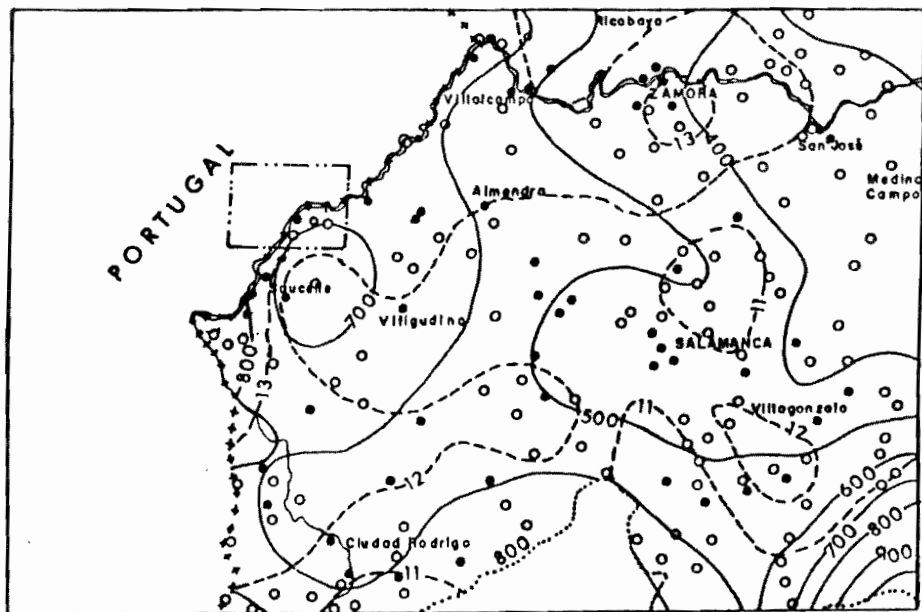 Ricabayo
Villalcampo
ZAMORA
13
400
San José
Medina
Campo
PORTUGAL
Almendra
Saucelle
700
Vitigudino
11
SALAMANCA
800
13
Villagonzalo
11
12
500
12
600
Ciudad Rodrigo
800
700
800
900
11